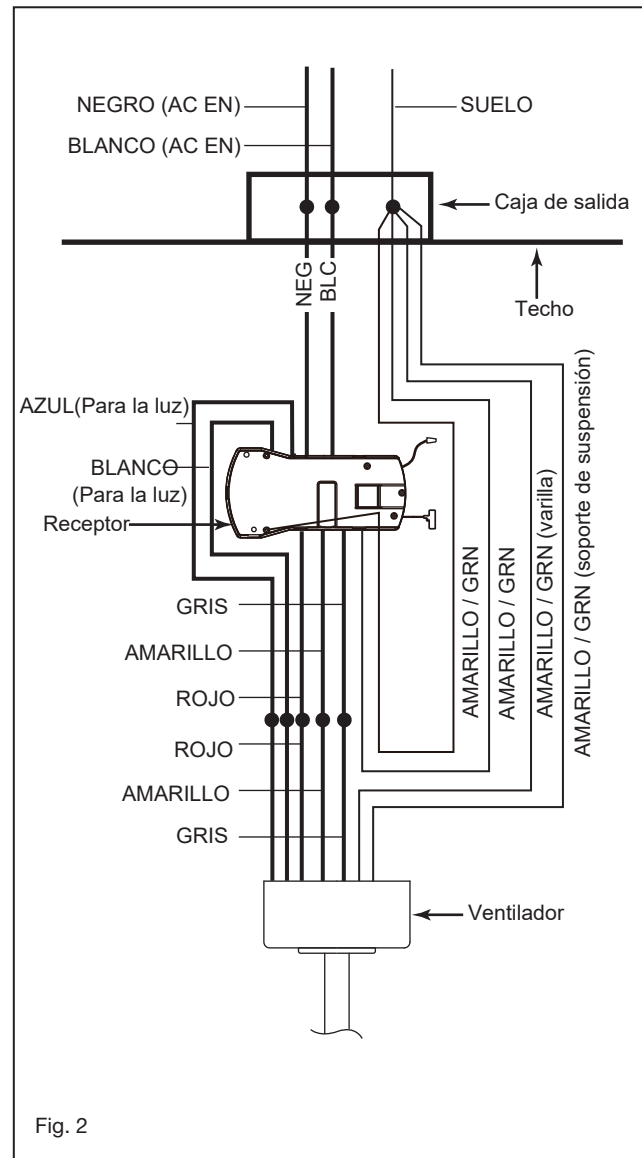 NEGRO (AC EN)
SUELO
BLANCO (AC EN)
Caja de salida
NEG
BLC
Techo
AZUL(Para la luz)
BLANCO
(Para la luz)
Receptor
GRIS
AMARILLO
ROJO
ROJO
AMARILLO
GRIS
AMARILLO / GRN
AMARILLO / GRN
AMARILLO / GRN (varilla)
AMARILLO / GRN (soporte de suspensión)
Ventilador
Fig. 2